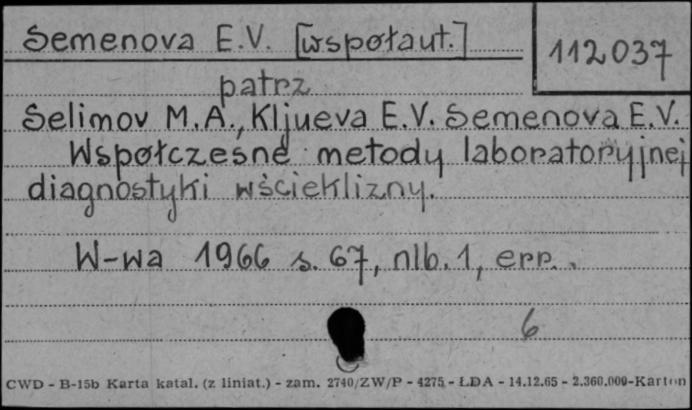 Semenova E.V. [współaut.]
112037
patrz
Selimov M.A., Kljueva E.V. Semenova E.V.
Współczesne metody laboratoryjnej
diagnostyki wścieklizny.
W-wa 1966 s. 67, nlb. 1, err.
6
CWD - B-15b Karta katal. (z liniat.) - zam. 2740/ZW/P - 4275 - ŁDA - 14.12.65 - 2.360.000-Karton